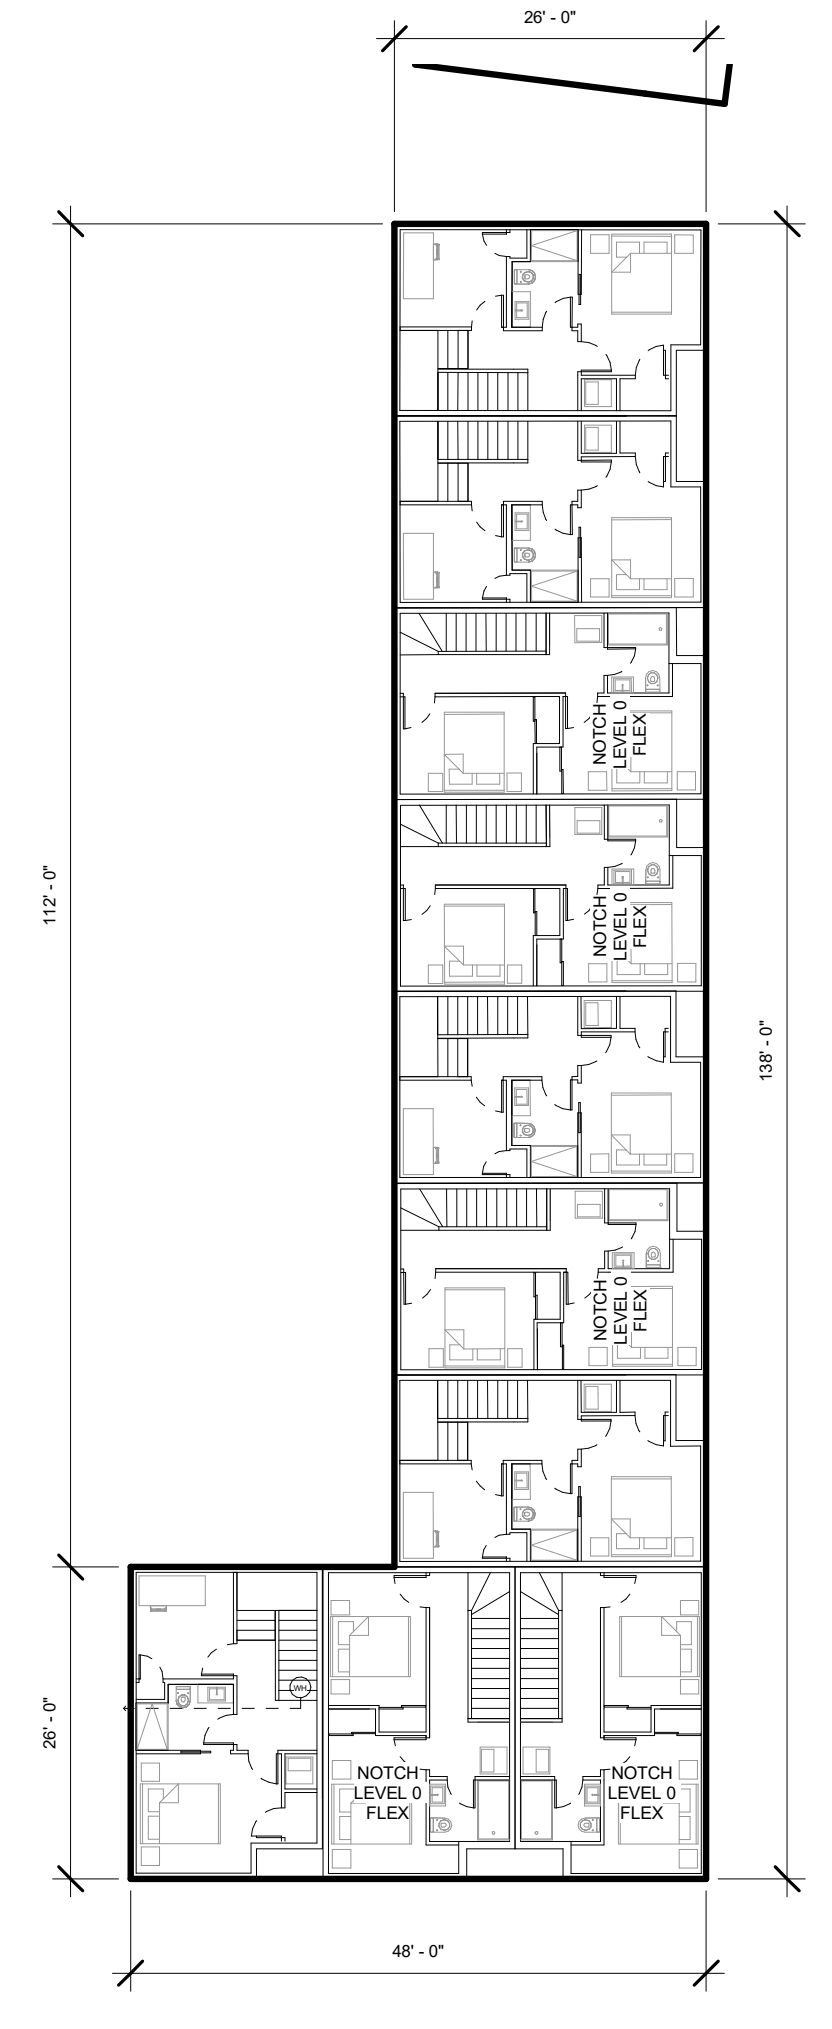 26' - 0"
NOTCH
LEVEL 0
FLEX
112' - 0"
NOTCH
LEVEL 0
FLEX
138' - 0"
NOTCH
LEVEL 0
FLEX
26' - 0"
WH
NOTCH
LEVEL 0
FLEX
NOTCH
LEVEL 0
FLEX
48' - 0"